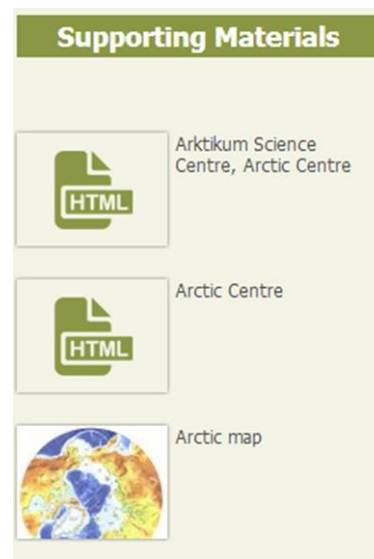 Supporting Materials
HTML
Arktikum Science
Centre, Arctic Centre
HTML
Arctic Centre
Arctic map